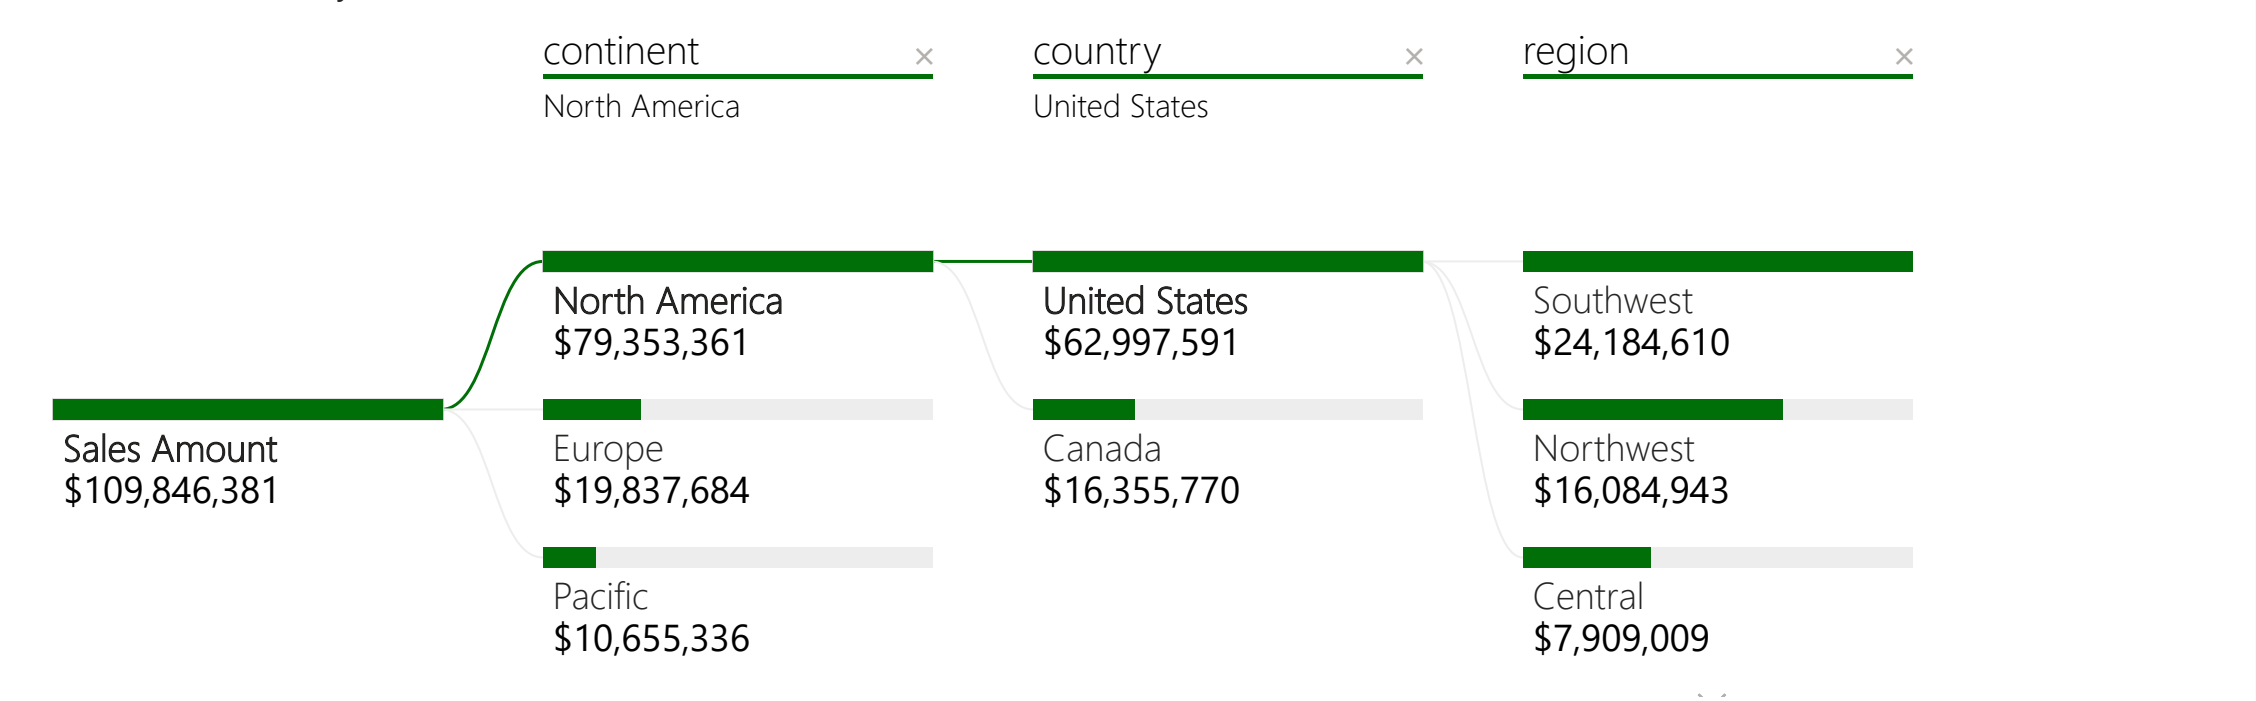 continent
North America
country
United States
region
Sales Amount
$109,846,381
North America
$79,353,361
Europe
$19,837,684
Pacific
$10,655,336
United States
$62,997,591
Canada
$16,355,770
Southwest
$24,184,610
Northwest
$16,084,943
Central
$7,909,009